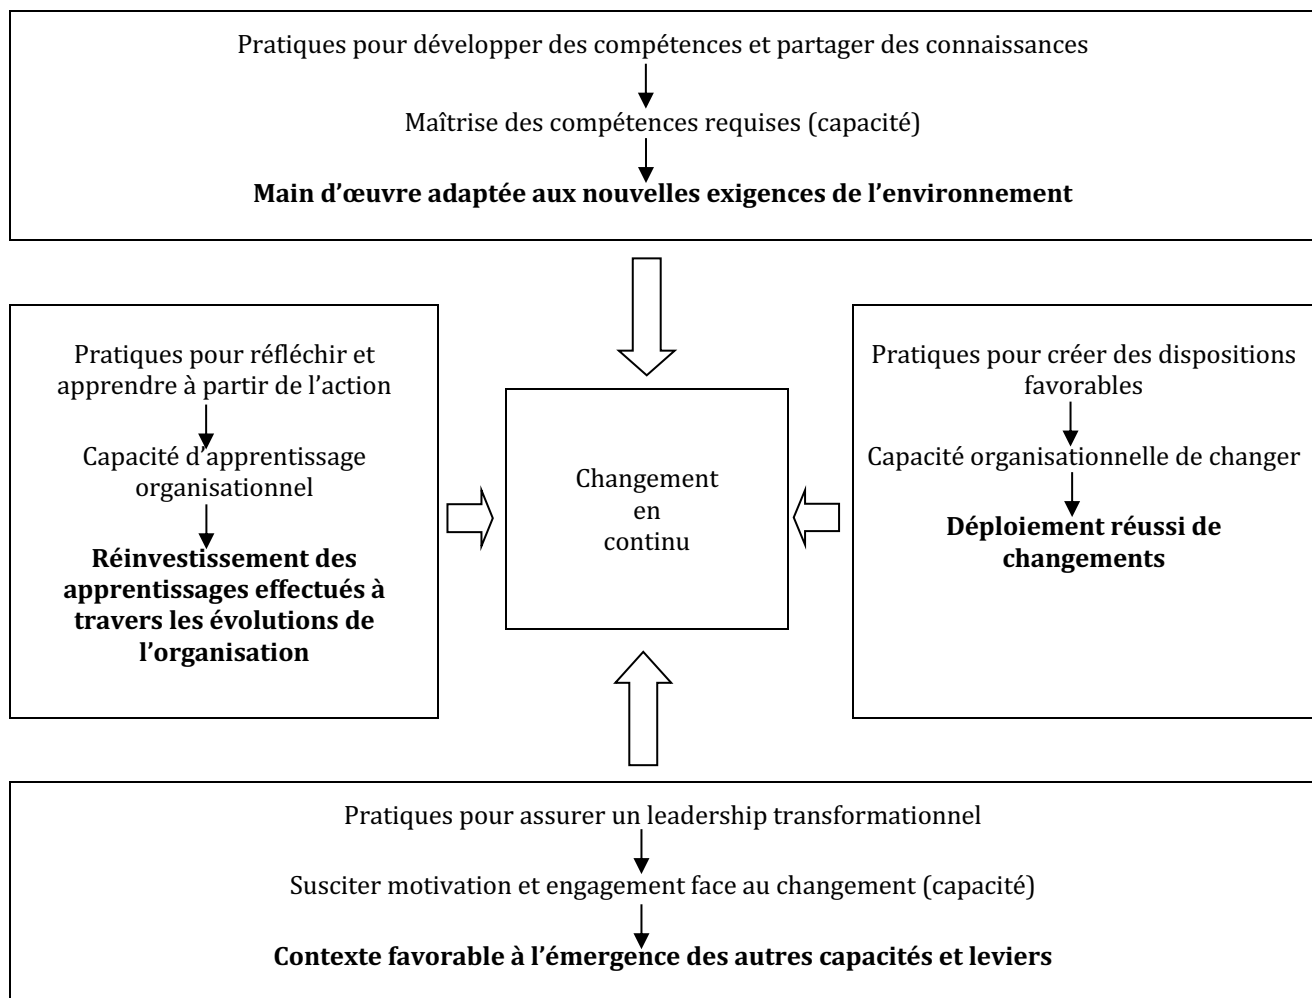 Pratiques pour développer des compétences et partager des connaissances
Maîtrise des compétences requises (capacité)
Main d’œuvre adaptée aux nouvelles exigences de l’environnement
Pratiques pour réfléchir et
apprendre à partir de l’action
Capacité d’apprentissage
organisationnel
Réinvestissement des
apprentissages effectués à
travers les évolutions de
l’organisation
Changement
en
continu
Pratiques pour créer des dispositions
favorables
Capacité organisationnelle de changer
Déploiement réussi de
changements
Pratiques pour assurer un leadership transformationnel
Susciter motivation et engagement face au changement (capacité)
Contexte favorable à l’émergence des autres capacités et leviers